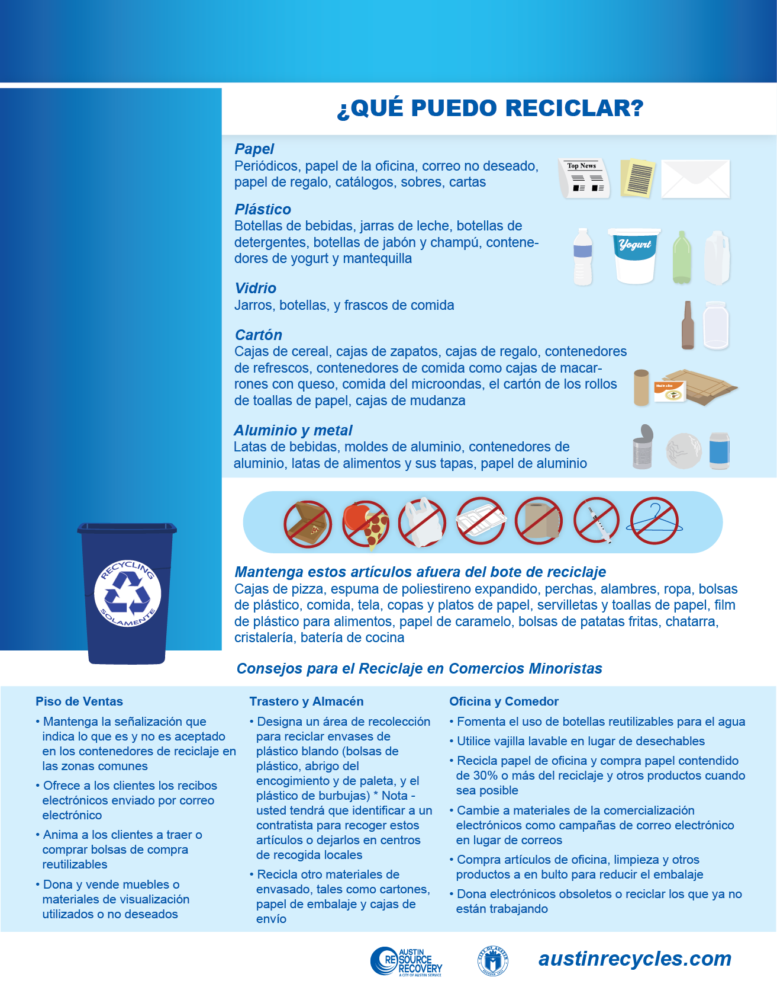 ¿QUÉ PUEDO RECICLAR?
Papel
Periódicos, papel de la oficina, correo no deseado,
papel de regalo, catálogos, sobres, cartas
Top News
Plástico
Botellas de bebidas, jarras de leche, botellas de
detergentes, botellas de jabón y champú, contene-
dores de yogurt y mantequilla
Yogurt
Vidrio
Jarros, botellas, y frascos de comida
Cartón
Cajas de cereal, cajas de zapatos, cajas de regalo, contenedores
de refrescos, contenedores de comida como cajas de macar-
rones con queso, comida del microondas, el cartón de los rollos
de toallas de papel, cajas de mudanza
Aluminio y metal
Latas de bebidas, moldes de aluminio, contenedores de
aluminio, latas de alimentos y sus tapas, papel de aluminio
RECYCLING
SOLAMENTE
Mantenga estos artículos afuera del bote de reciclaje
Cajas de pizza, espuma de poliestireno expandido, perchas, alambres, ropa, bolsas
de plástico, comida, tela, copas y platos de papel, servilletas y toallas de papel, film
de plástico para alimentos, papel de caramelo, bolsas de patatas fritas, chatarra,
cristalería, batería de cocina
Consejos para el Reciclaje en Comercios Minoristas
Piso de Ventas
• Mantenga la señalización que
indica lo que es y no es aceptado
en los contenedores de reciclaje en
las zonas comunes
• Ofrece a los clientes los recibos
electrónicos enviado por correo
electrónico
• Anima a los clientes a traer o
comprar bolsas de compra
reutilizables
• Dona y vende muebles o
materiales de visualización
utilizados o no deseados
Trastero y Almacén
• Designa un área de recolección
para reciclar envases de
plástico blando (bolsas de
plástico, abrigo del
encogimiento y de paleta, y el
plástico de burbujas) * Nota -
usted tendrá que identificar a un
contratista para recoger estos
artículos o dejarlos en centros
de recogida locales
• Recicla otro materiales de
envasado, tales como cartones,
papel de embalaje y cajas de
envío
Oficina y Comedor
• Fomenta el uso de botellas reutilizables para el agua
• Utilice vajilla lavable en lugar de desechables
• Recicla papel de oficina y compra papel contendido
de 30% o más del reciclaje y otros productos cuando
sea posible
• Cambie a materiales de la comercialización
electrónicos como campañas de correo electrónico
en lugar de correos
• Compra artículos de oficina, limpieza y otros
productos a en bulto para reducir el embalaje
• Dona electrónicos obsoletos o reciclar los que ya no
están trabajando
AUSTIN
RESOURCE
RECOVERY
A CITY OF AUSTIN SERVICE
CITY OF AUSTIN
FOUNDED 1839
austinrecycles.com